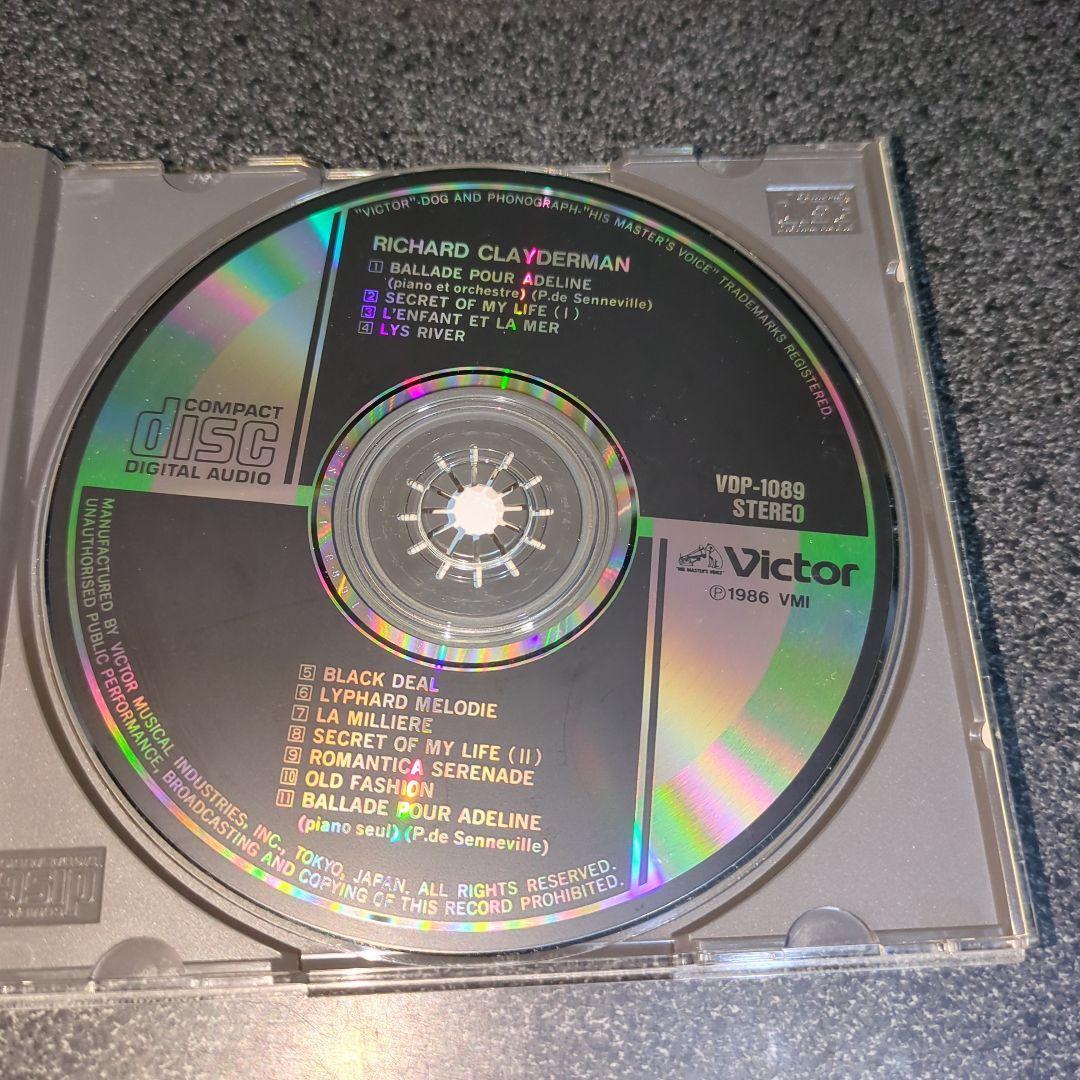 "VICTOR"-DOG AND PHONOGRAPH-"HIS MASTER'S VOICE" TRADEMARKS REGISTERED.
RICHARD CLAYDERMAN
1 BALLADE POUR ADELINE
(piano et orchestre) (P.de Senneville)
2 SECRET OF MY LIFE (I)
3 L'ENFANT ET LA MER
4 LYS RIVER
COMPACT
disc
DIGITAL AUDIO
VDP-1089
STEREO
"HIS MASTER'S VOICE"
Victor
Ⓟ1986 VMI
5 BLACK DEAL
6 LYPHARD MELODIE
7 LA MILLIERE
8 SECRET OF MY LIFE (II)
9 ROMANTICA SERENADE
10 OLD FASHION
11 BALLADE POUR ADELINE
(piano seul) (P.de Senneville)
MANUFACTURED BY VICTOR MUSICAL INDUSTRIES, INC., TOKYO, JAPAN. ALL RIGHTS RESERVED.
UNAUTHORISED PUBLIC PERFORMANCE, BROADCASTING AND COPYING OF THIS RECORD PROHIBITED.